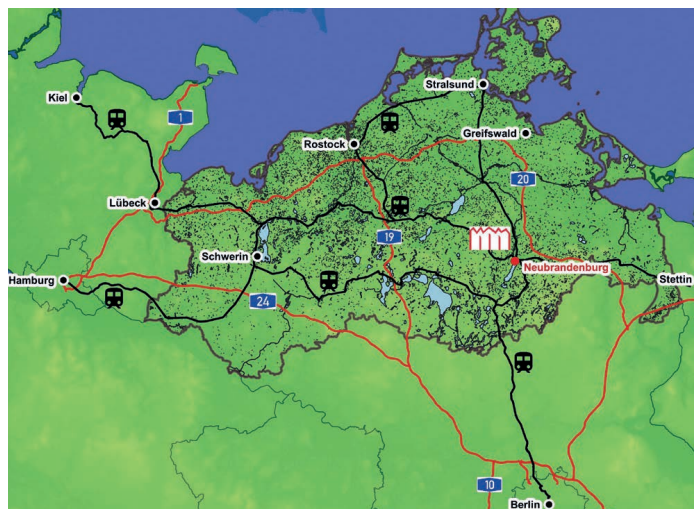 Kiel
1
Stralsund
Rostock
Greifswald
20
Lübeck
19
Schwerin
Neubrandenburg
Hamburg
Stettin
24
10
Berlin